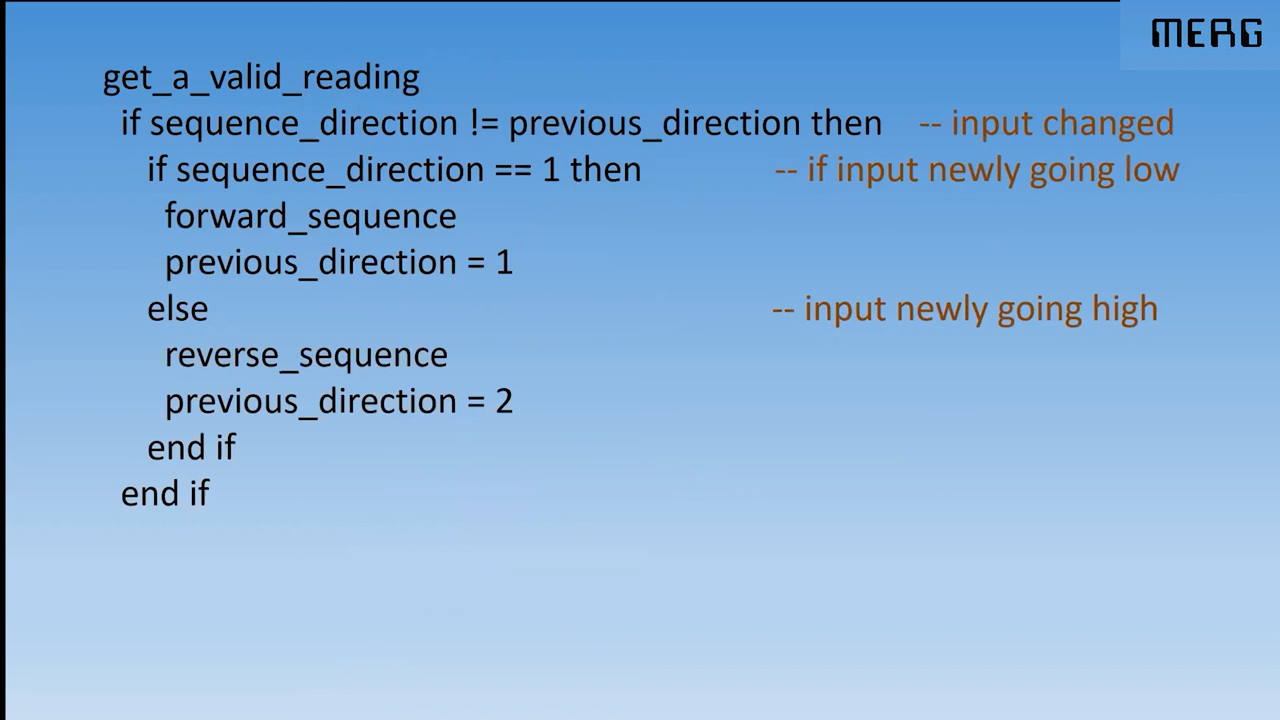 MERG
get_a_valid_reading
if sequence_direction != previous_direction then -- input changed
if sequence_direction == 1 then -- if input newly going low
forward_sequence
previous_direction = 1
else -- input newly going high
reverse_sequence
previous_direction = 2
end if
end if